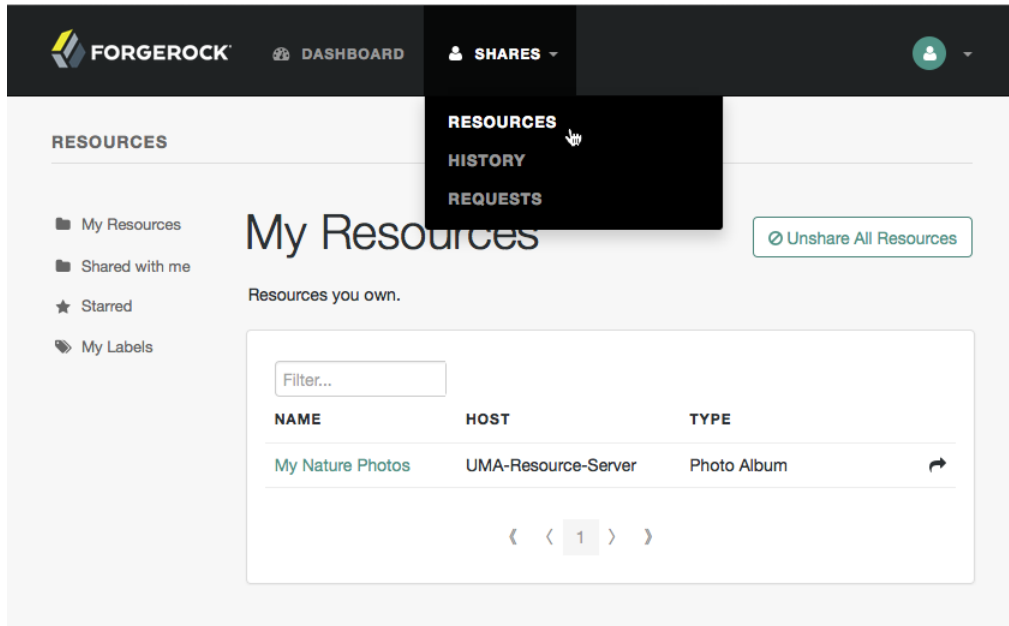 FORGEROCK DASHBOARD SHARES
RESOURCES
HISTORY
REQUESTS
RESOURCES
My Resources
Shared with me
Starred
My Labels
My Resources
Unshare All Resources
Resources you own.
Filter...
NAME HOST TYPE
My Nature Photos UMA-Resource-Server Photo Album
1